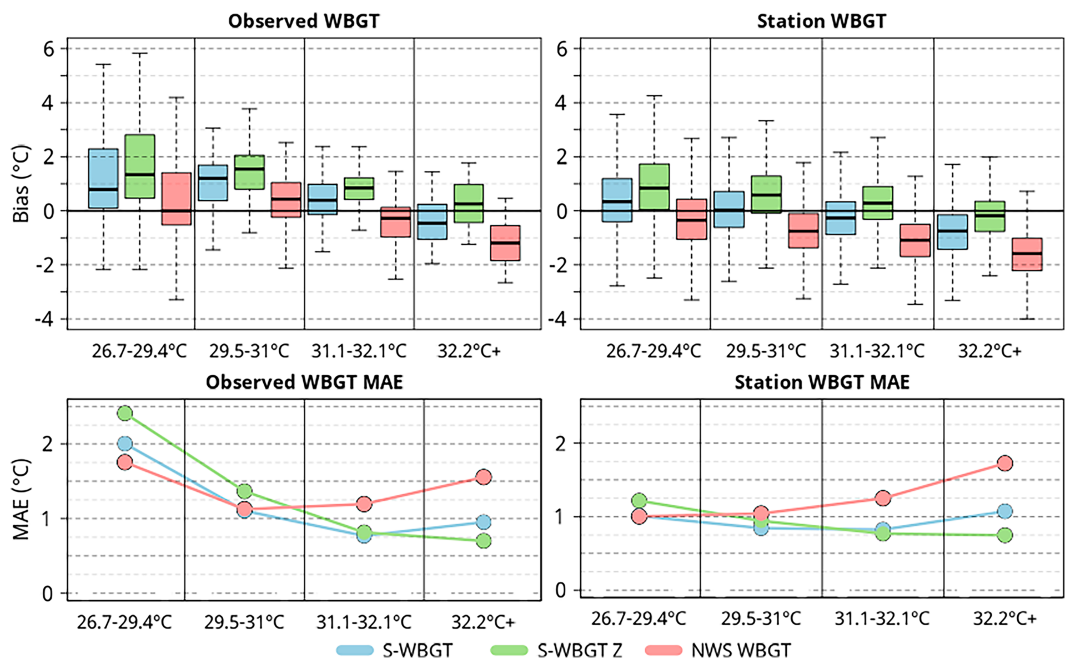 Observed WBGT
Station WBGT
Bias (°C)
6
4
2
0
-2
-4
6
4
2
0
-2
-4
26.7-29.4°C 29.5-31°C 31.1-32.1°C 32.2°C+
26.7-29.4°C 29.5-31°C 31.1-32.1°C 32.2°C+
Observed WBGT MAE
Station WBGT MAE
MAE (°C)
2
1
0
2
1
0
26.7-29.4°C 29.5-31°C 31.1-32.1°C 32.2°C+
26.7-29.4°C 29.5-31°C 31.1-32.1°C 32.2°C+
S-WBGT S-WBGT Z NWS WBGT